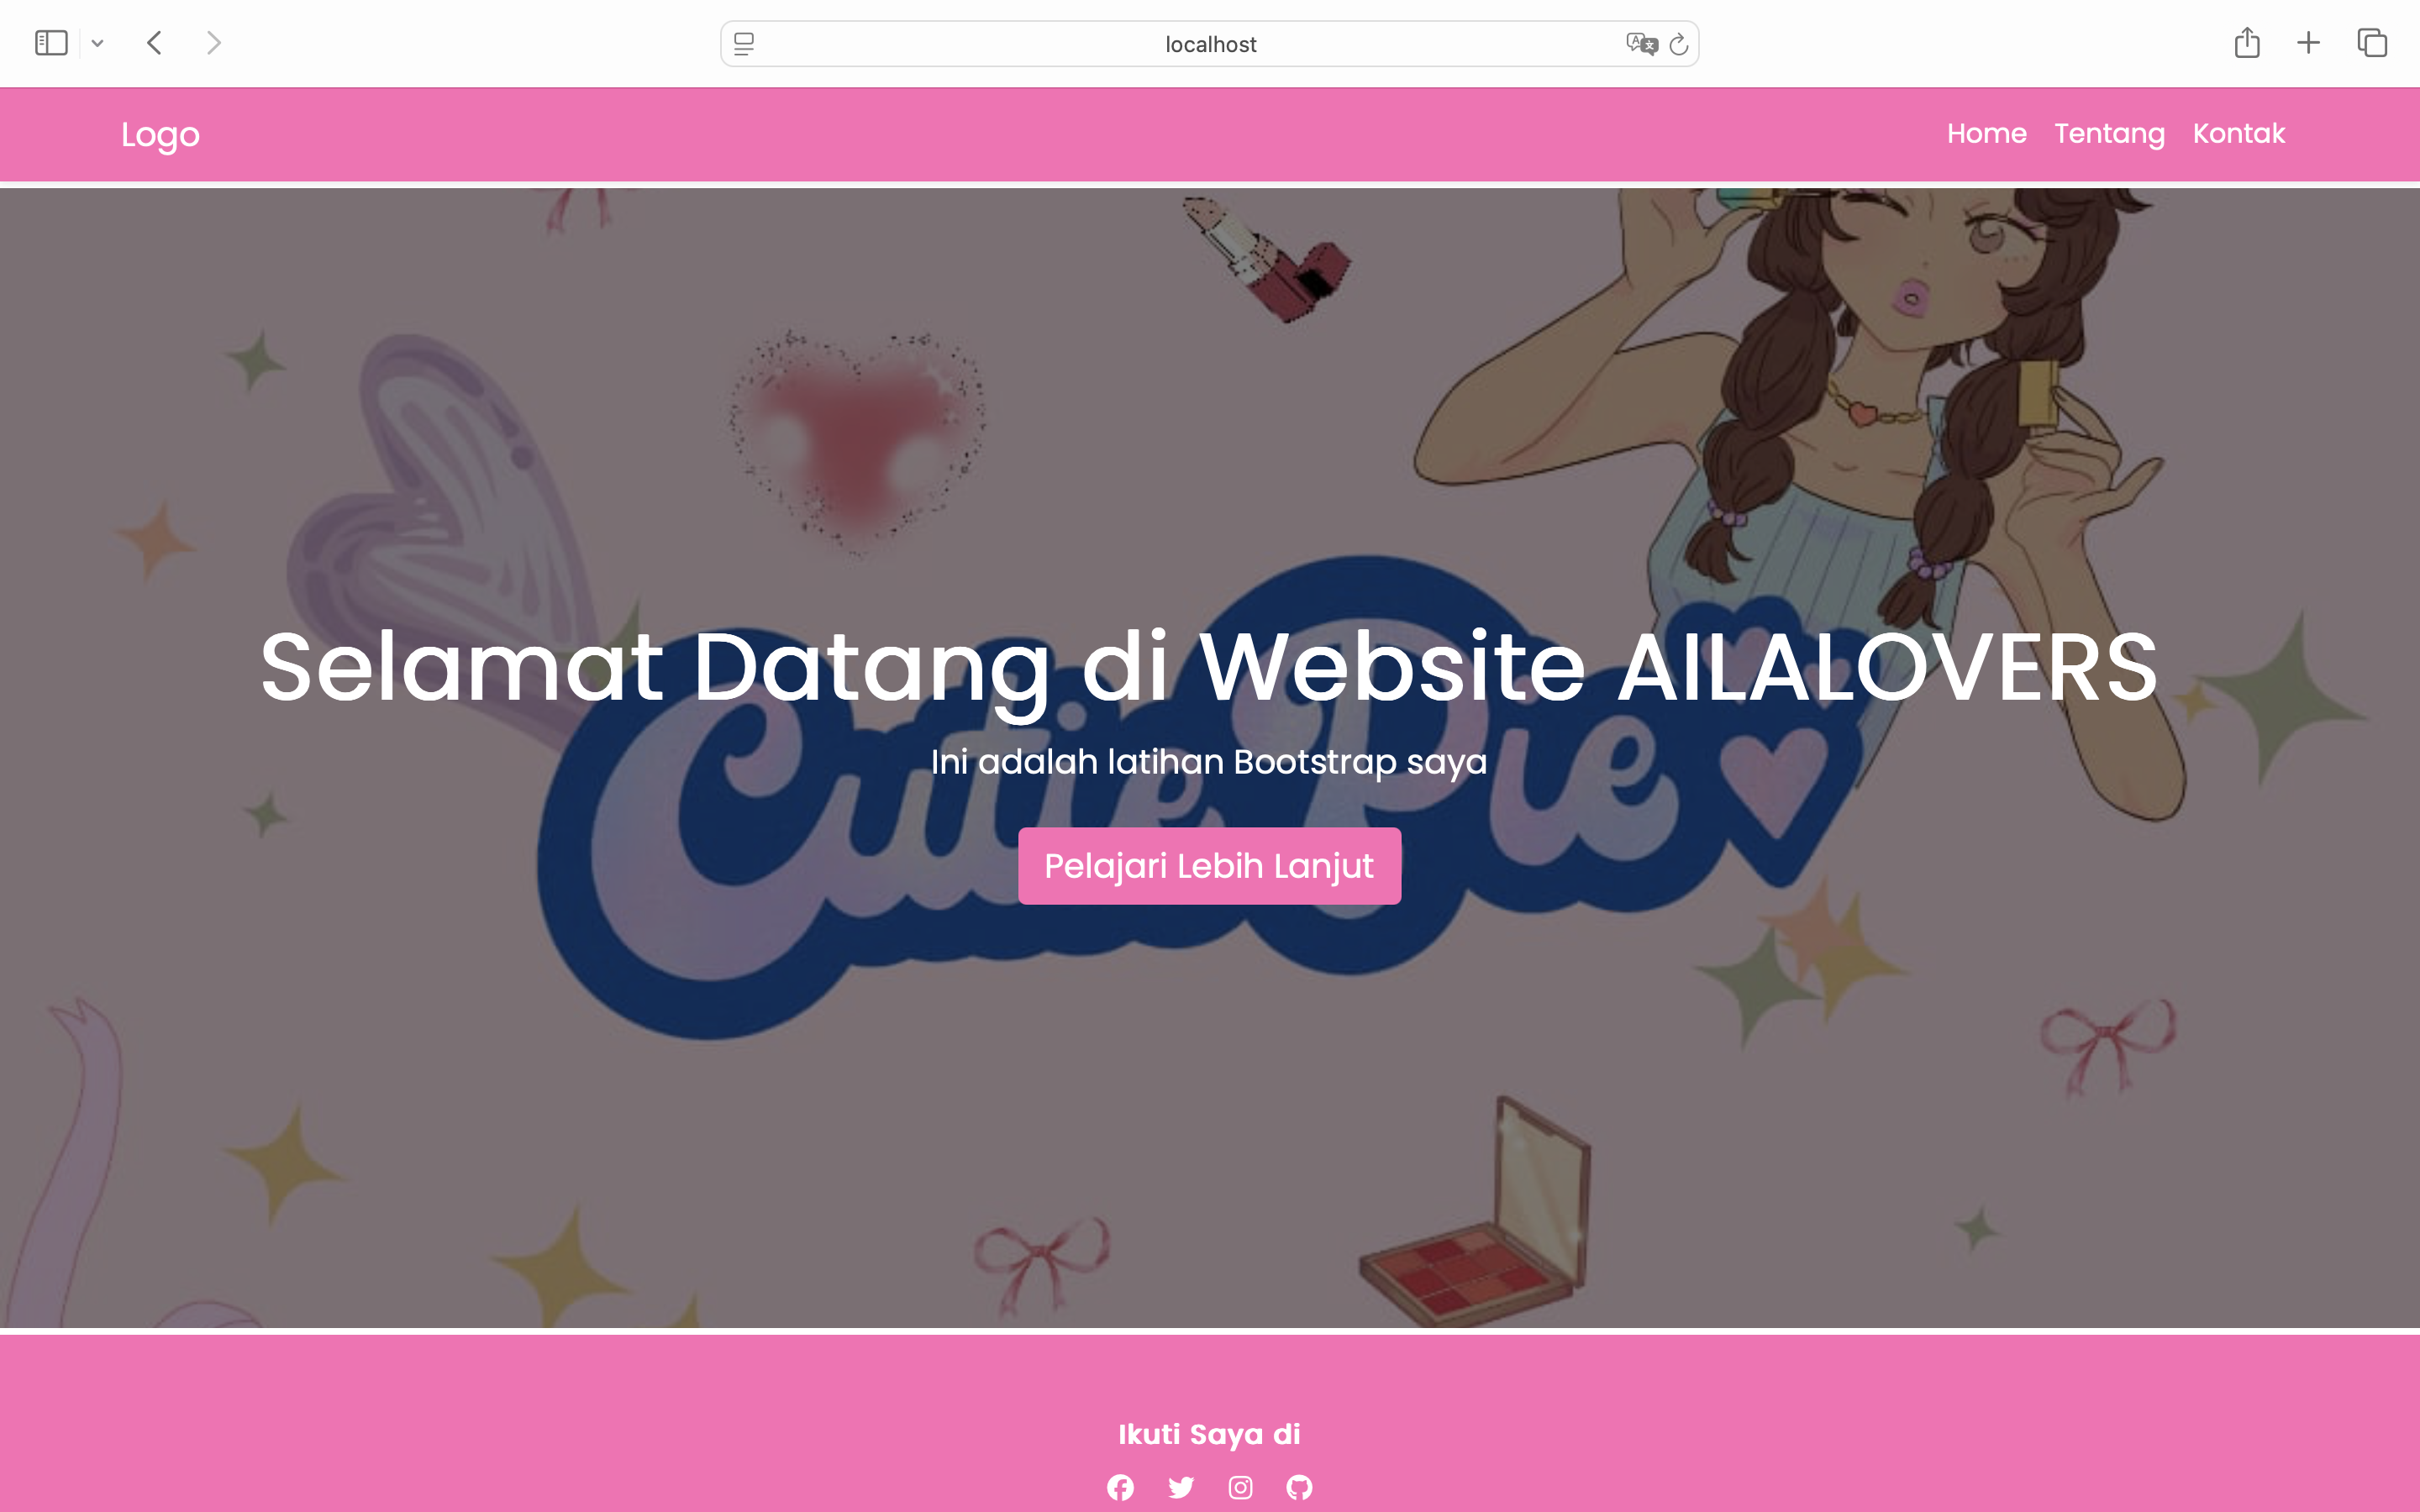 localhost
Logo
Home Tentang Kontak
Selamat Datang di Website AILALOVERS
Cutie Pie
Ini adalah latihan Bootstrap saya
Pelajari Lebih Lanjut
Ikuti Saya di